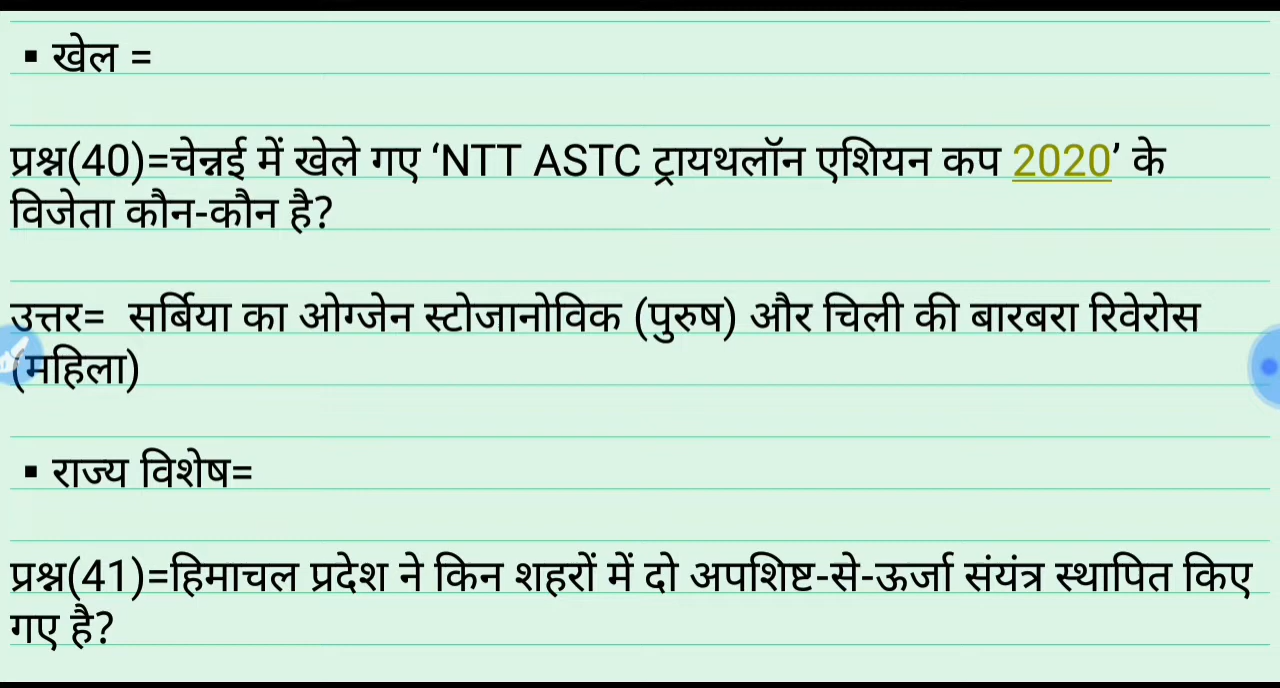 ▪ खेल =
प्रश्न(40)=चेन्नई में खेले गए ‘NTT ASTC ट्रायथलॉन एशियन कप 2020’ के
विजेता कौन-कौन है?
उत्तर= सर्बिया का ओग्जेन स्टोजानोविक (पुरुष) और चिली की बारबरा रिवेरोस
(महिला)
▪ राज्य विशेष=
प्रश्न(41)=हिमाचल प्रदेश ने किन शहरों में दो अपशिष्ट-से-ऊर्जा संयंत्र स्थापित किए
गए है?